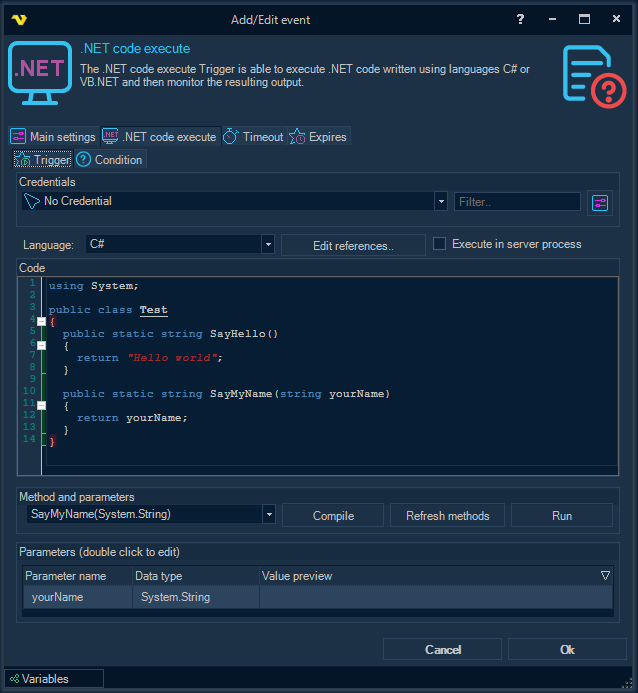 Add/Edit event
?
.NET
.NET code execute
The .NET code execute Trigger is able to execute .NET code written using languages C# or
VB.NET and then monitor the resulting output.
?
Main settings .NET .NET code execute Timeout Expires
Trigger ? Condition
Credentials
No Credential Filter..
Language: C# Edit references.. Execute in server process
Code
1 using System;
2
3 public class Test
4 {
5 public static string SayHello()
6 {
7 return "Hello world";
8 }
9
10 public static string SayMyName(string yourName)
11 {
12 return yourName;
13 }
14 }
Method and parameters
SayMyName(System.String) Compile Refresh methods Run
Parameters (double click to edit)
Parameter name Data type Value preview
yourName System.String
Cancel Ok
Variables